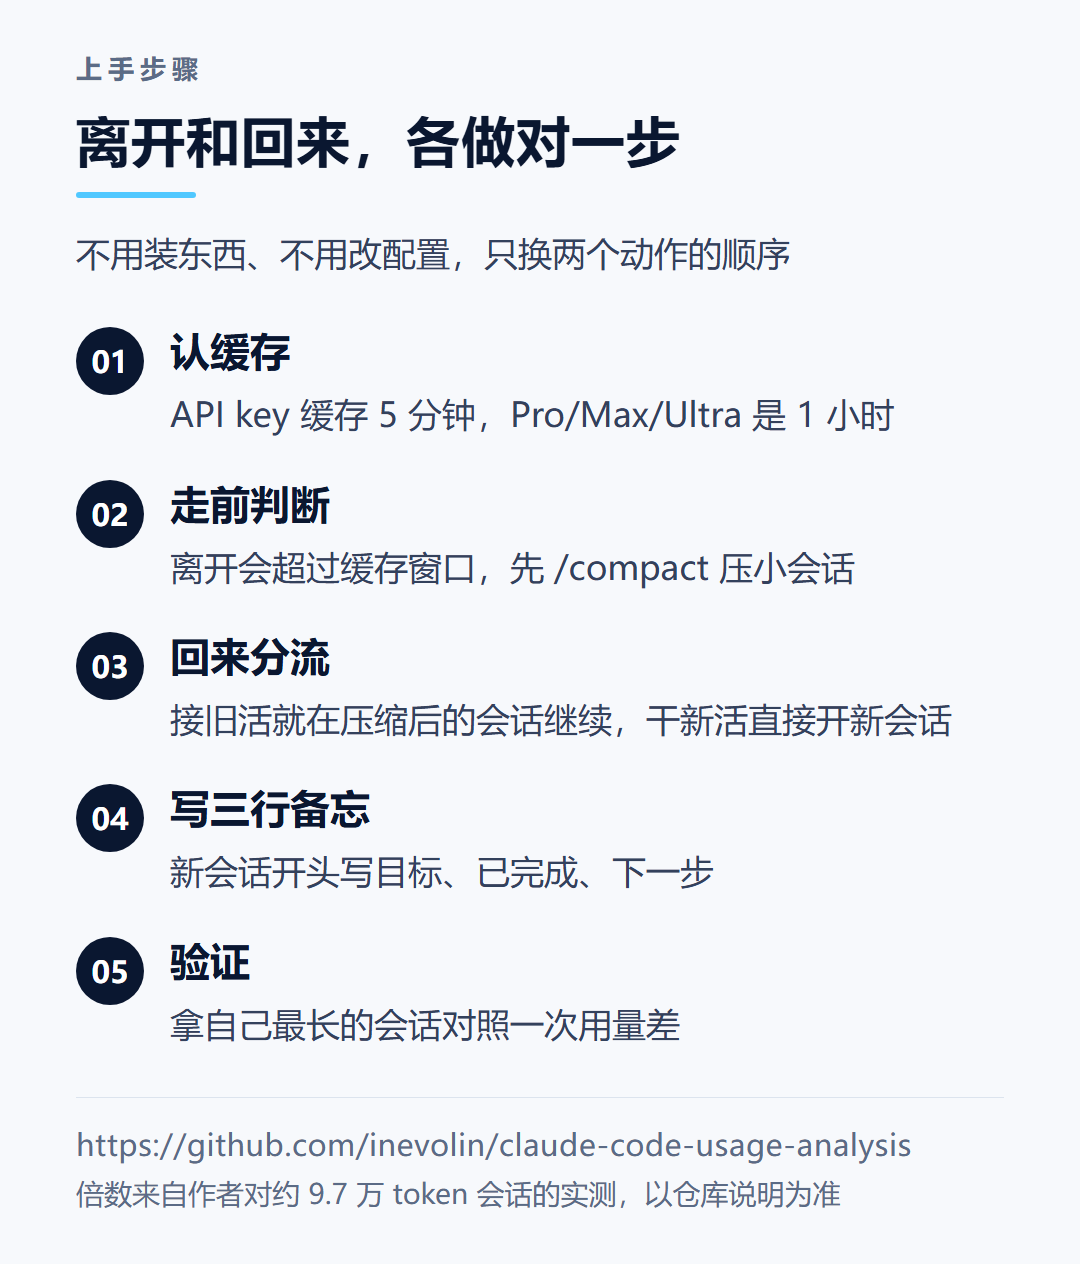 上手步骤
离开和回来，各做对一步
不用装东西、不用改配置，只换两个动作的顺序
01
认缓存
API key 缓存 5 分钟，Pro/Max/Ultra 是 1 小时
02
走前判断
离开会超过缓存窗口，先 /compact 压小会话
03
回来分流
接旧活就在压缩后的会话继续，干新活直接开新会话
04
写三行备忘
新会话开头写目标、已完成、下一步
05
验证
拿自己最长的会话对照一次用量差
https://github.com/inevolin/claude-code-usage-analysis
倍数来自作者对约 9.7 万 token 会话的实测，以仓库说明为准